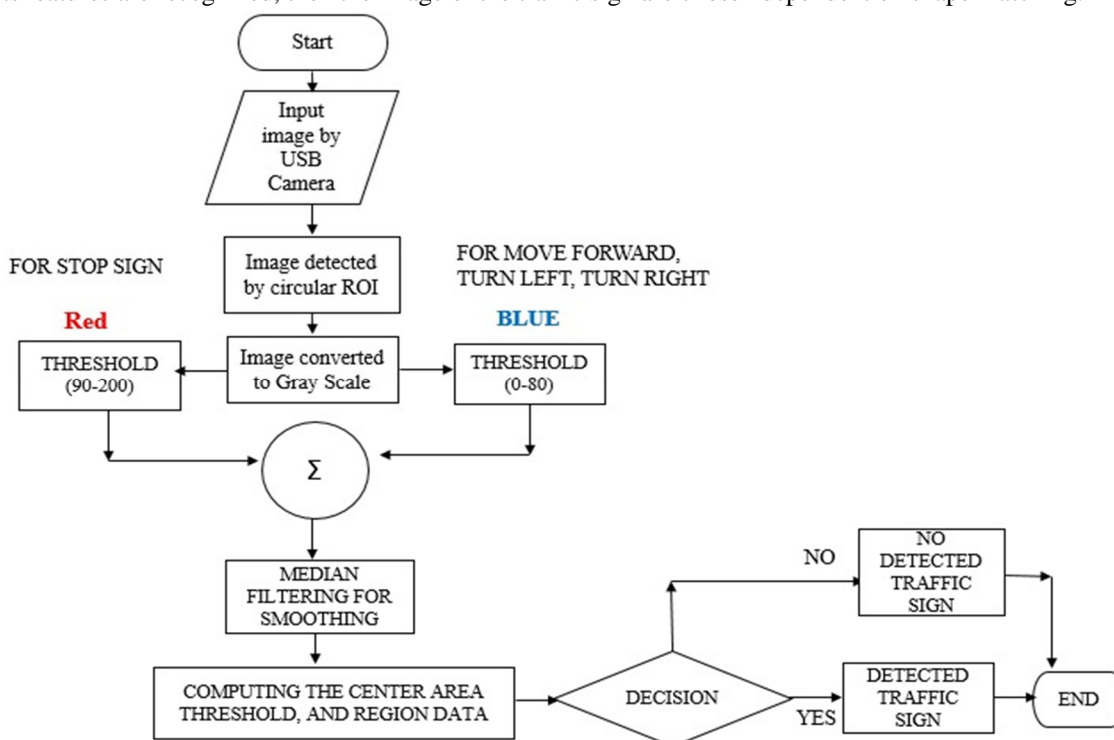 Start
Input
image by
USB
Camera
Image detected
by circular ROI
FOR STOP SIGN
Red
FOR MOVE FORWARD,
TURN LEFT, TURN RIGHT
BLUE
THRESHOLD
(90-200)
Image converted
to Gray Scale
THRESHOLD
(0-80)
Σ
MEDIAN
FILTERING FOR
SMOOTHING
COMPUTING THE CENTER AREA
THRESHOLD, AND REGION DATA
DECISION
NO
NO
DETECTED
TRAFFIC
SIGN
YES
DETECTED
TRAFFIC
SIGN
END